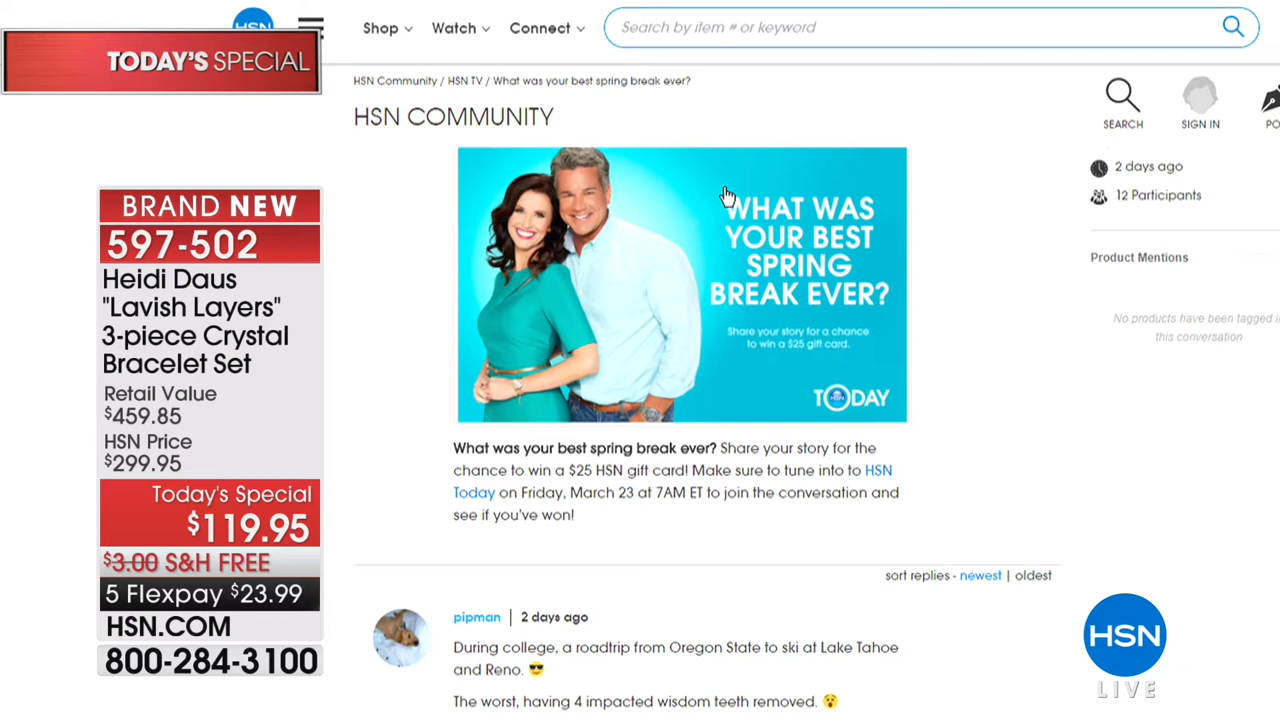 HSN
Shop
Watch
Connect
Search by item # or keyword
TODAY'S SPECIAL
HSN Community / HSN TV / What was your best spring break ever?
HSN COMMUNITY
SEARCH
SIGN IN
PO
2 days ago
12 Participants
Product Mentions
No products have been tagged in
this conversation
WHAT WAS
YOUR BEST
SPRING
BREAK EVER?
Share your story for a chance
to win a $25 gift card.
TODAY
What was your best spring break ever? Share your story for the
chance to win a $25 HSN gift card! Make sure to tune into to HSN
Today on Friday, March 23 at 7AM ET to join the conversation and
see if you've won!
sort replies - newest | oldest
pipman | 2 days ago
During college, a roadtrip from Oregon State to ski at Lake Tahoe
and Reno. 😎
The worst, having 4 impacted wisdom teeth removed. 😵
BRAND NEW
597-502
Heidi Daus
"Lavish Layers"
3-piece Crystal
Bracelet Set
Retail Value
$459.85
HSN Price
$299.95
Today's Special
$119.95
$3.00 S&H FREE
5 Flexpay $23.99
HSN.COM
800-284-3100
HSN
LIVE